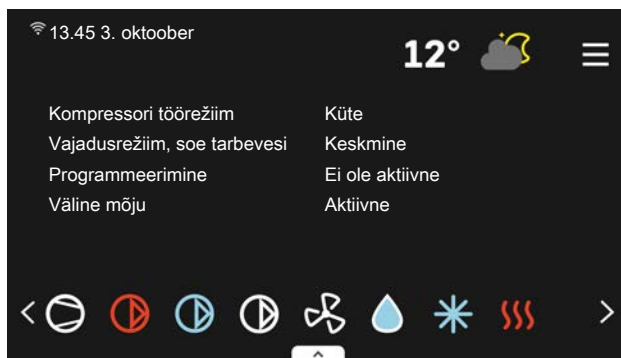 13.45 3. oktoober
12°
Kompressori töörežiim Küte
Vajadusrežiim, soe tarbevesi Keskmine
Programmeerimine Ei ole aktiivne
Väline mõju Aktiivne